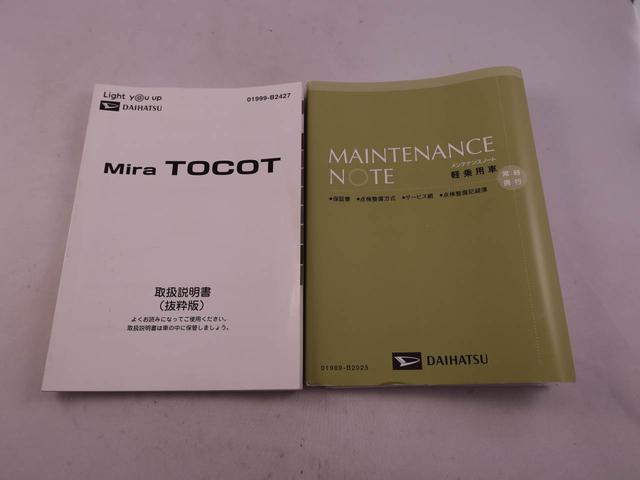 Light you up
DAIHATSU
01999-B2427
Mira TOCOT
取扱説明書
(抜粋版)
よくお読みになってご使用ください。
取扱説明書は車の中に保管しましょう。
MAINTENANCE
NOTE
メンテナンスノート
軽乗用車
常時
携行
●保証書 ●点検整備方式 ●サービス網 ●点検整備記録簿
DAIHATSU
01989-B2025